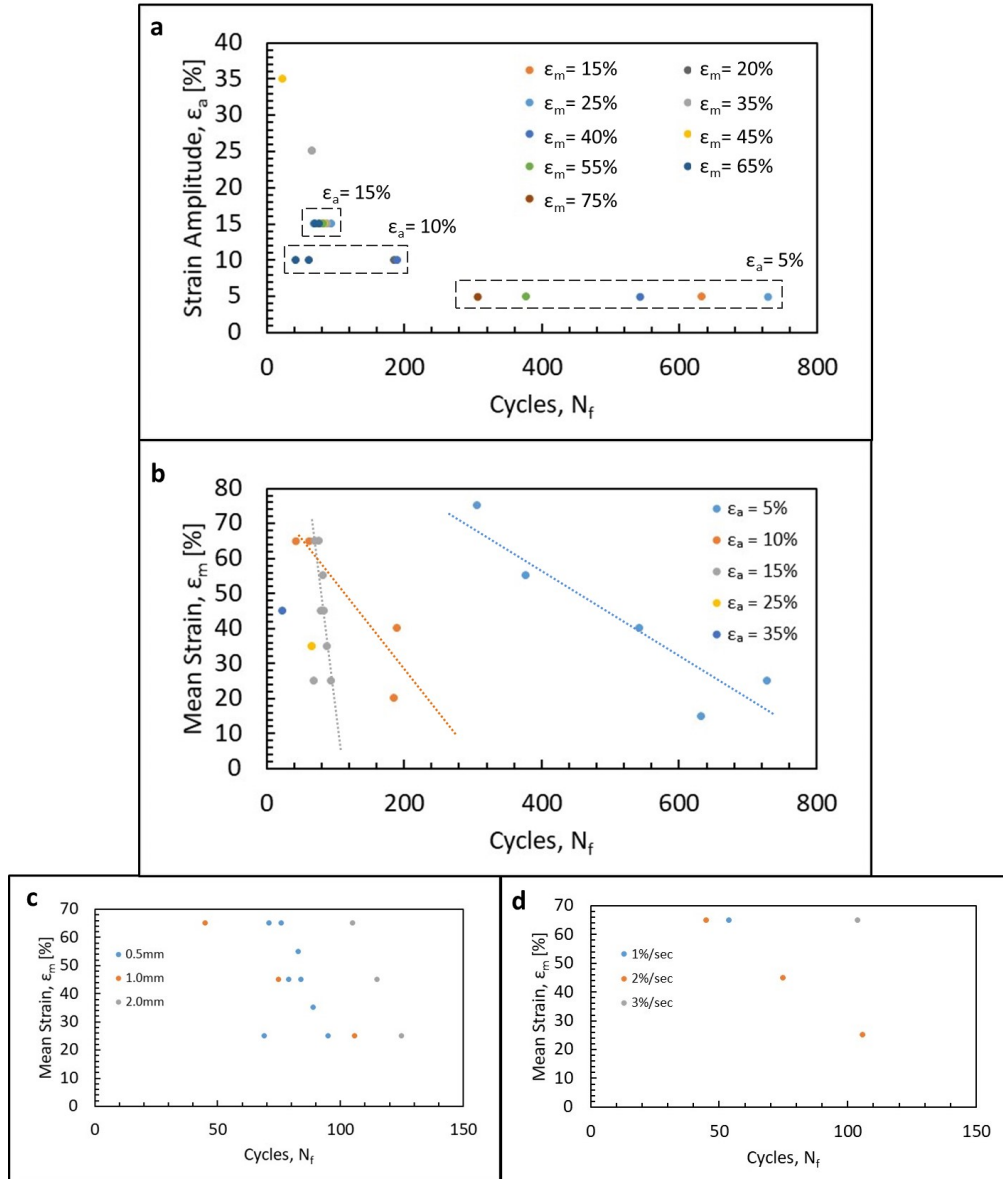 a
40
35
30
25
20
15
10
5
0
Strain Amplitude, εa [%]
εm= 15%
εm= 20%
εm= 25%
εm= 35%
εm= 40%
εm= 45%
εm= 55%
εm= 65%
εm= 75%
εa= 15%
εa= 10%
εa= 5%
0 200 400 600 800
Cycles, Nf
b
80
70
60
50
40
30
20
10
0
Mean Strain, εm [%]
εa = 5%
εa = 10%
εa = 15%
εa = 25%
εa = 35%
0 200 400 600 800
Cycles, Nf
c
70
60
50
40
30
20
10
0
Mean Strain, εm [%]
0.5mm
1.0mm
2.0mm
0 50 100 150
Cycles, Nf
d
70
60
50
40
30
20
10
0
Mean Strain, εm [%]
1%/sec
2%/sec
3%/sec
0 50 100 150
Cycles, Nf